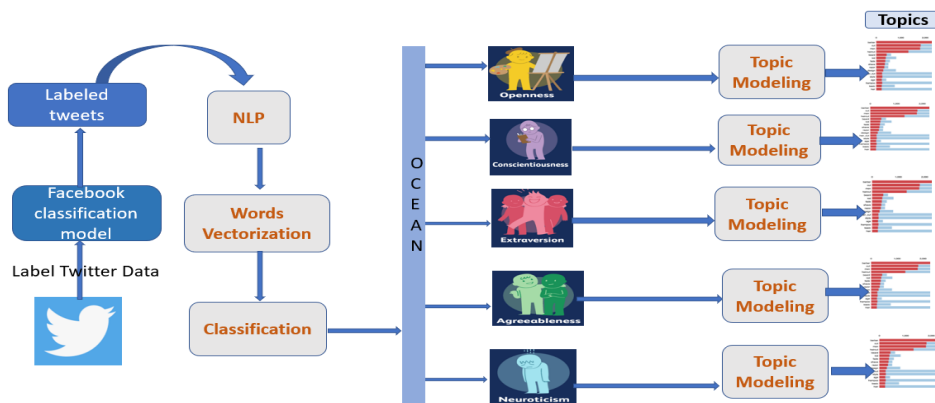 Topics
Labeled
tweets
NLP
Facebook
classification
model
Words
Vectorization
Label Twitter Data
Classification
OCEAN
Openness
Topic
Modeling
Conscientiousness
Topic
Modeling
Extraversion
Topic
Modeling
Agreeableness
Topic
Modeling
Neuroticism
Topic
Modeling